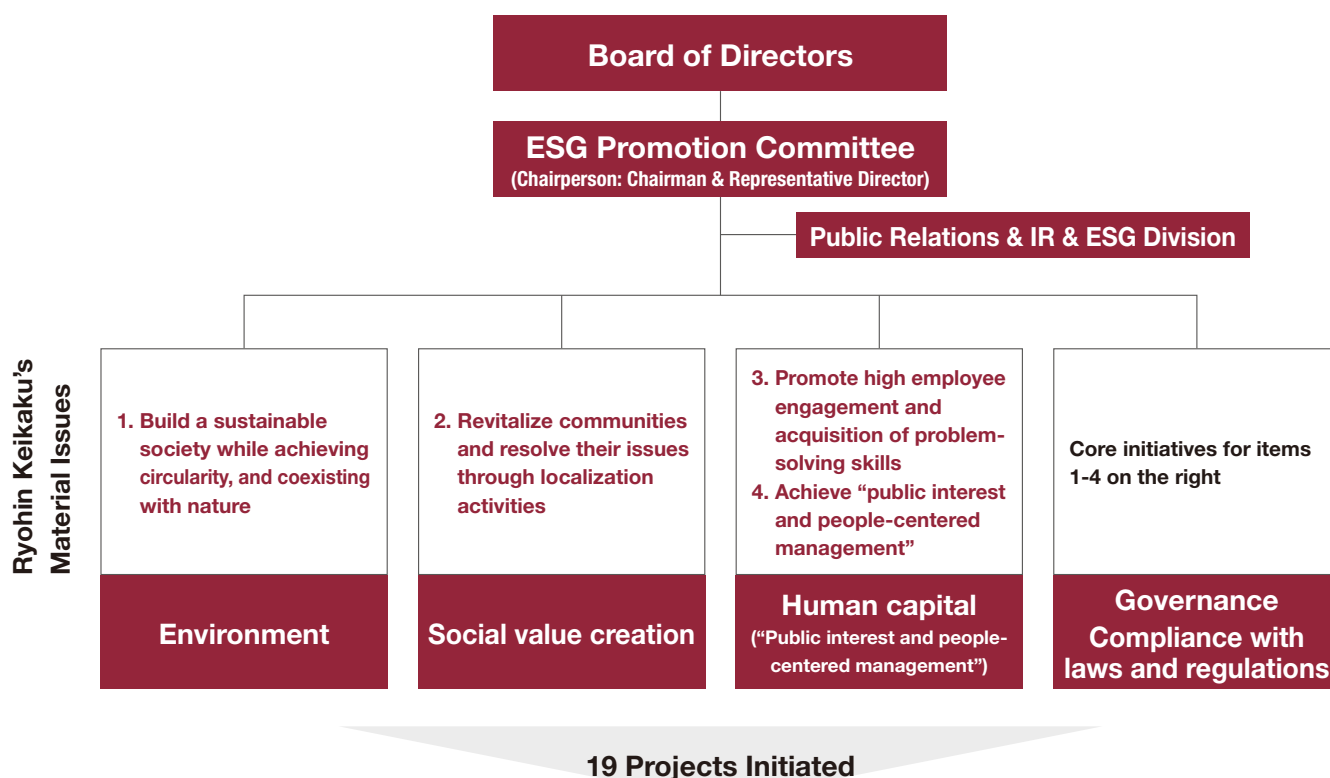 Board of Directors
ESG Promotion Committee
(Chairperson: Chairman & Representative Director)
Public Relations & IR & ESG Division
Ryohin Keikaku’s
Material Issues
1. Build a sustainable
society while achieving
circularity, and coexisting
with nature
Environment
2. Revitalize communities
and resolve their issues
through localization
activities
Social value creation
3. Promote high employee
engagement and
acquisition of problem-
solving skills
4. Achieve “public interest
and people-centered
management”
Human capital
(“Public interest and people-
centered management”)
Core initiatives for items
1-4 on the right
Governance
Compliance with
laws and regulations
19 Projects Initiated